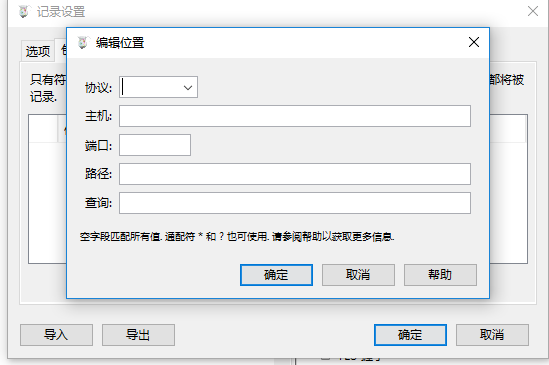 记录设置
编辑位置
选项
只有符
都将被
记录.
协议:
主机:
端口:
路径:
查询:
空字段匹配所有值. 通配符 * 和 ? 也可使用. 请参阅帮助以获取更多信息.
确定
取消
帮助
导入
导出
确定
取消